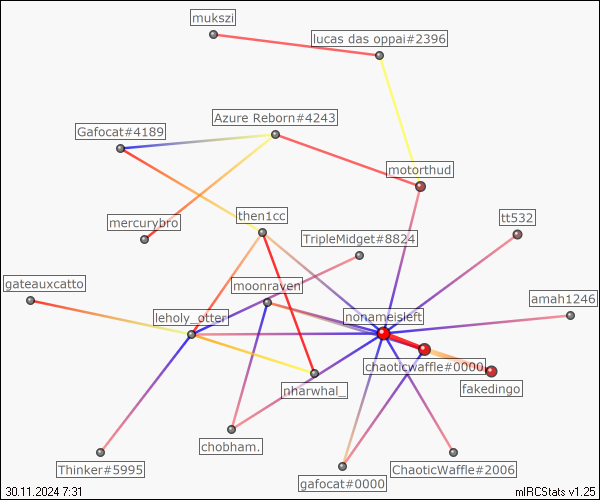 mukszi
lucas das oppai#2396
Azure Reborn#4243
Gafocat#4189
motorthud
mercurybro
then1cc
tt532
TripleMidget#8824
gateauxcatto
moonraven
amah1246
leholy_otter
nonameisleft
chaoticwaffle#0000
fakedingo
nharwhal_
chobham.
Thinker#5995
gafocat#0000
ChaoticWaffle#2006
30.11.2024 7:31
mIRCStats v1.25